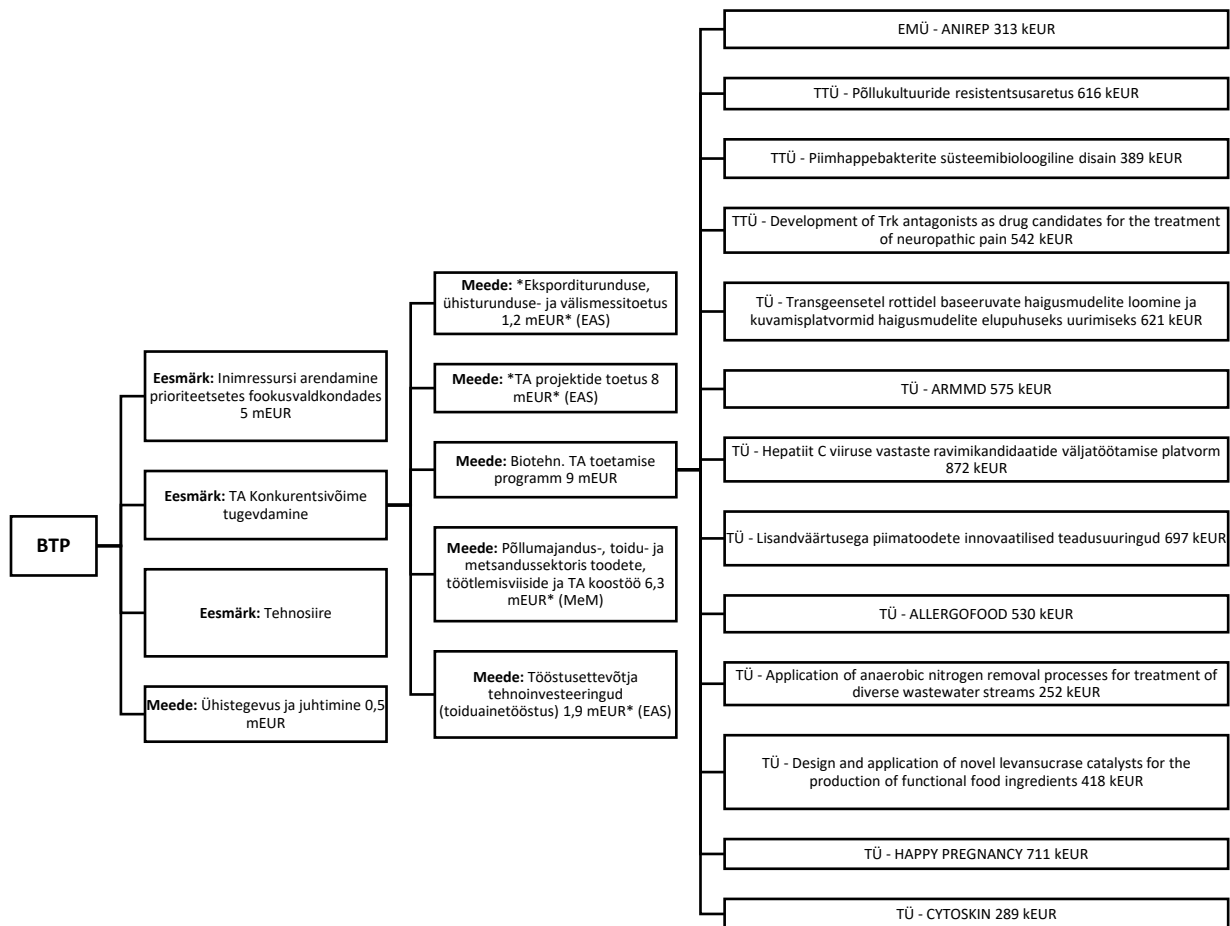 BTP
Eesmärk: Inimressursi arendamine
prioriteetsetes fookusvaldkondades
5 mEUR
Eesmärk: TA Konkurentsivõime
tugevdamine
Eesmärk: Tehnosiire
Meede: Ühistegevus ja juhtimine 0,5
mEUR
Meede: *Eksporditurunduse,
ühisturunduse- ja välismessitoetus
1,2 mEUR* (EAS)
Meede: *TA projektide toetus 8
mEUR* (EAS)
Meede: Biotehn. TA toetamise
programm 9 mEUR
Meede: Põllumajandus-, toidu- ja
metsandussektoris toodete,
töötlemisviiside ja TA koostöö 6,3
mEUR* (MeM)
Meede: Tööstusettevõtja
tehnoinvesteeringud
(toiduainetööstus) 1,9 mEUR* (EAS)
EMÜ - ANIREP 313 kEUR
TTÜ - Põllukultuuride resistentsusaretus 616 kEUR
TTÜ - Piimhappebakterite süsteemibioloogiline disain 389 kEUR
TTÜ - Development of Trk antagonists as drug candidates for the treatment
of neuropathic pain 542 kEUR
TÜ - Transgeensetel rottidel baseeruvate haigusmudelite loomine ja
kuvamisplatvormid haigusmudelite elupuhuseks uurimiseks 621 kEUR
TÜ - ARMMD 575 kEUR
TÜ - Hepatiit C viiruse vastaste ravimikandidaatide väljatöötamise platvorm
872 kEUR
TÜ - Lisandväärtusega piimatoodete innovaatilised teadusuuringud 697 kEUR
TÜ - ALLERGOFOOD 530 kEUR
TÜ - Application of anaerobic nitrogen removal processes for treatment of
diverse wastewater streams 252 kEUR
TÜ - Design and application of novel levansucrase catalysts for the
production of functional food ingredients 418 kEUR
TÜ - HAPPY PREGNANCY 711 kEUR
TÜ - CYTOSKIN 289 kEUR